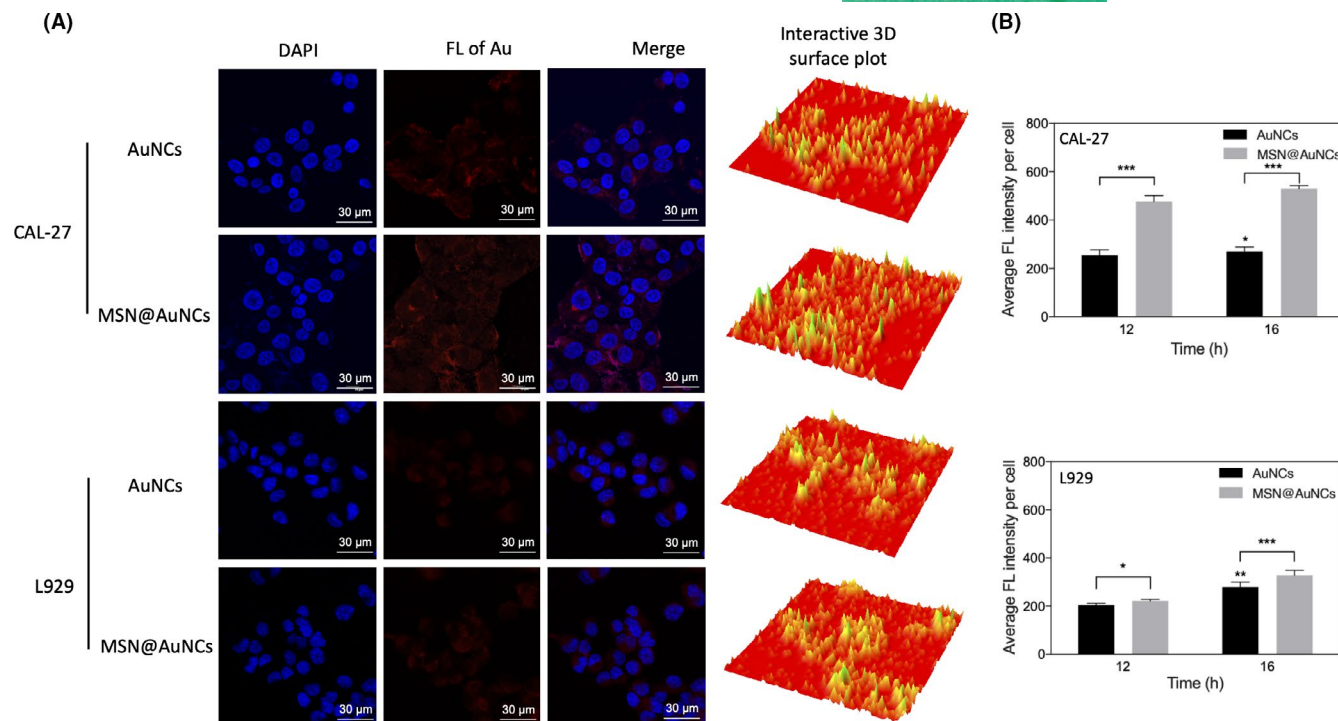 (A)
DAPI
FL of Au
Merge
Interactive 3D
surface plot
CAL-27
AuNCs
30 µm
30 µm
30 µm
MSN@AuNCs
30 µm
30 µm
30 µm
L929
AuNCs
30 µm
30 µm
30 µm
MSN@AuNCs
30 µm
30 µm
30 µm
(B)
CAL-27
AuNCs
MSN@AuNCs
Average FL intensity per cell
800
600
400
200
0
***
***
*
12
16
Time (h)
L929
AuNCs
MSN@AuNCs
Average FL intensity per cell
800
600
400
200
0
*
***
**
12
16
Time (h)